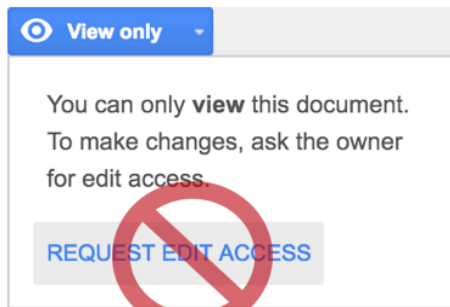 View only
You can only view this document.
To make changes, ask the owner
for edit access.
REQUEST EDIT ACCESS